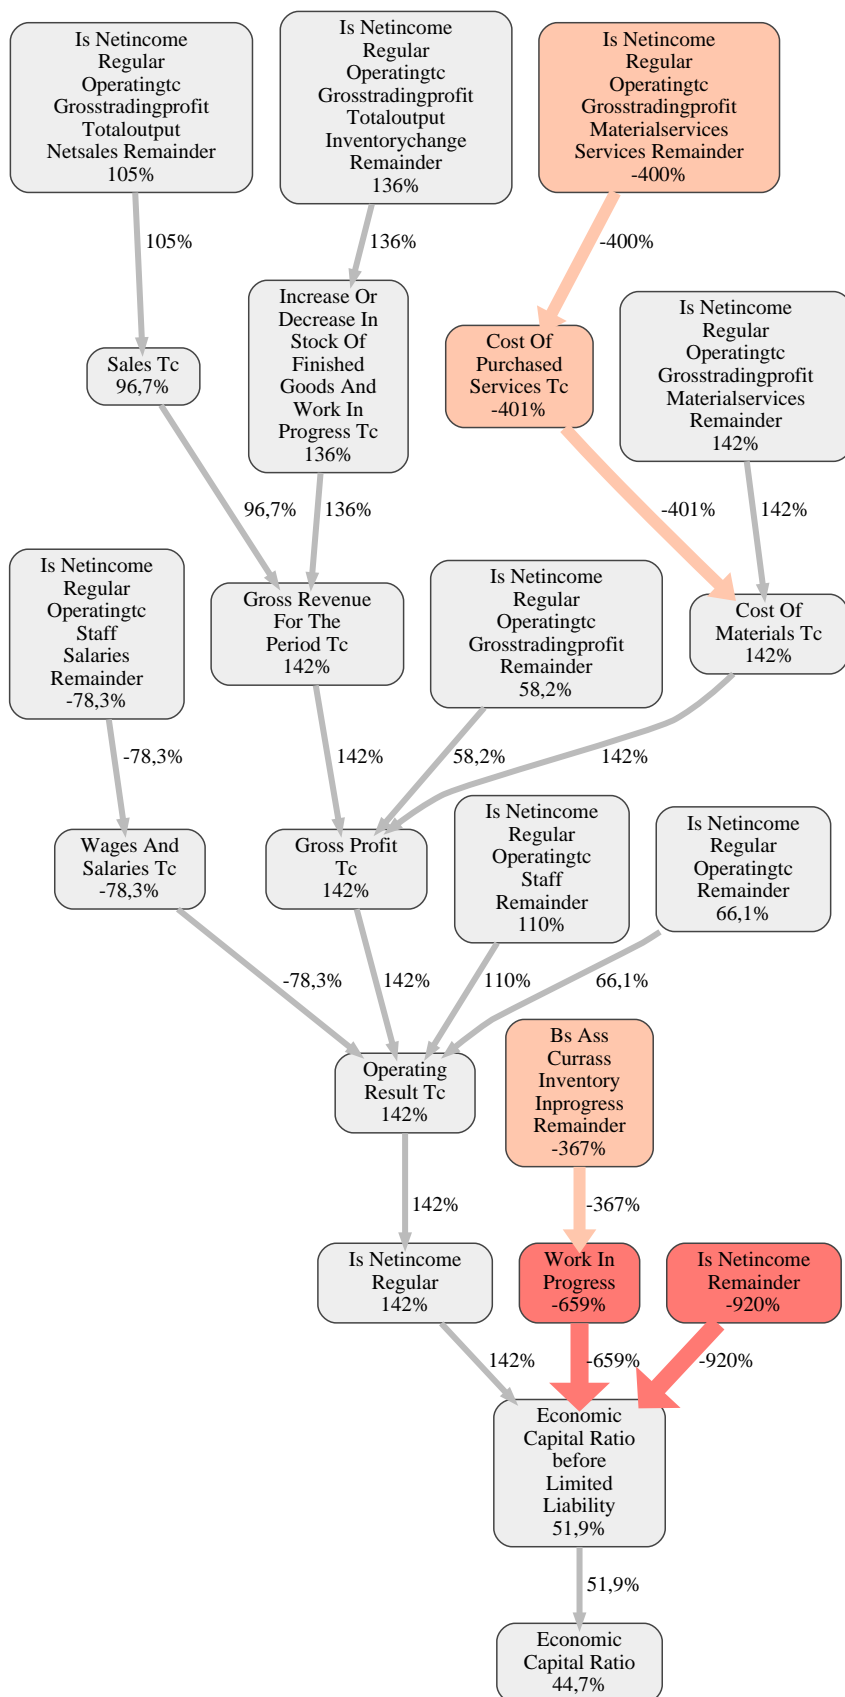 Is Netincome
Regular
Operatingtc
Grosstradingprofit
Totaloutput
Netsales Remainder
105%
Is Netincome
Regular
Operatingtc
Grosstradingprofit
Totaloutput
Inventorychange
Remainder
136%
Is Netincome
Regular
Operatingtc
Grosstradingprofit
Materialservices
Services Remainder
-400%
105%
136%
-400%
Sales Tc
96,7%
Increase Or
Decrease In
Stock Of
Finished
Goods And
Work In
Progress Tc
136%
Cost Of
Purchased
Services Tc
-401%
Is Netincome
Regular
Operatingtc
Grosstradingprofit
Materialservices
Remainder
142%
96,7%
136%
-401%
142%
Is Netincome
Regular
Operatingtc
Staff
Salaries
Remainder
-78,3%
Gross Revenue
For The
Period Tc
142%
Is Netincome
Regular
Operatingtc
Grosstradingprofit
Remainder
58,2%
Cost Of
Materials Tc
142%
-78,3%
142%
58,2%
142%
Wages And
Salaries Tc
-78,3%
Gross Profit
Tc
142%
Is Netincome
Regular
Operatingtc
Staff
Remainder
110%
Is Netincome
Regular
Operatingtc
Remainder
66,1%
-78,3%
142%
110%
66,1%
Operating
Result Tc
142%
Bs Ass
Currass
Inventory
Inprogress
Remainder
-367%
142%
-367%
Is Netincome
Regular
142%
Work In
Progress
-659%
Is Netincome
Remainder
-920%
142%
-659%
-920%
Economic
Capital Ratio
before
Limited
Liability
51,9%
51,9%
Economic
Capital Ratio
44,7%